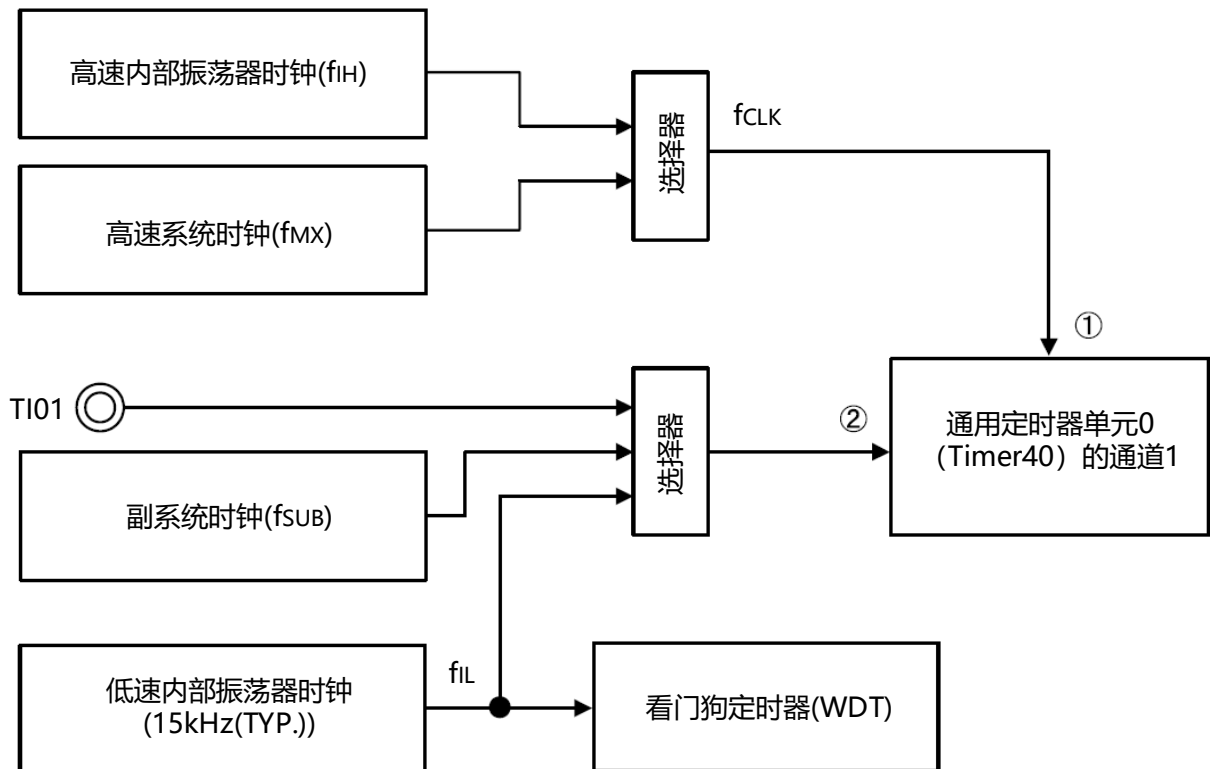 高速内部振荡器时钟(fIH)
选择器
fCLK
高速系统时钟(fMX)
①
TI01
选择器
②
通用定时器单元0
（Timer40）的通道1
副系统时钟(fSUB)
低速内部振荡器时钟
(15kHz(TYP.))
fIL
看门狗定时器(WDT)